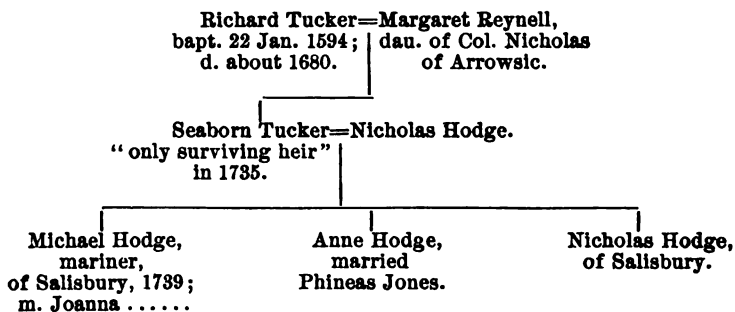 Richard Tucker=Margaret Reynell,
bapt. 22 Jan. 1594; dau. of Col. Nicholas
d. about 1680. of Arrowsic.
Seaborn Tucker=Nicholas Hodge.
"only surviving heir"
in 1735.
Michael Hodge,
mariner,
of Salisbury, 1739;
m. Joanna ......
Anne Hodge,
married
Phineas Jones.
Nicholas Hodge,
of Salisbury.